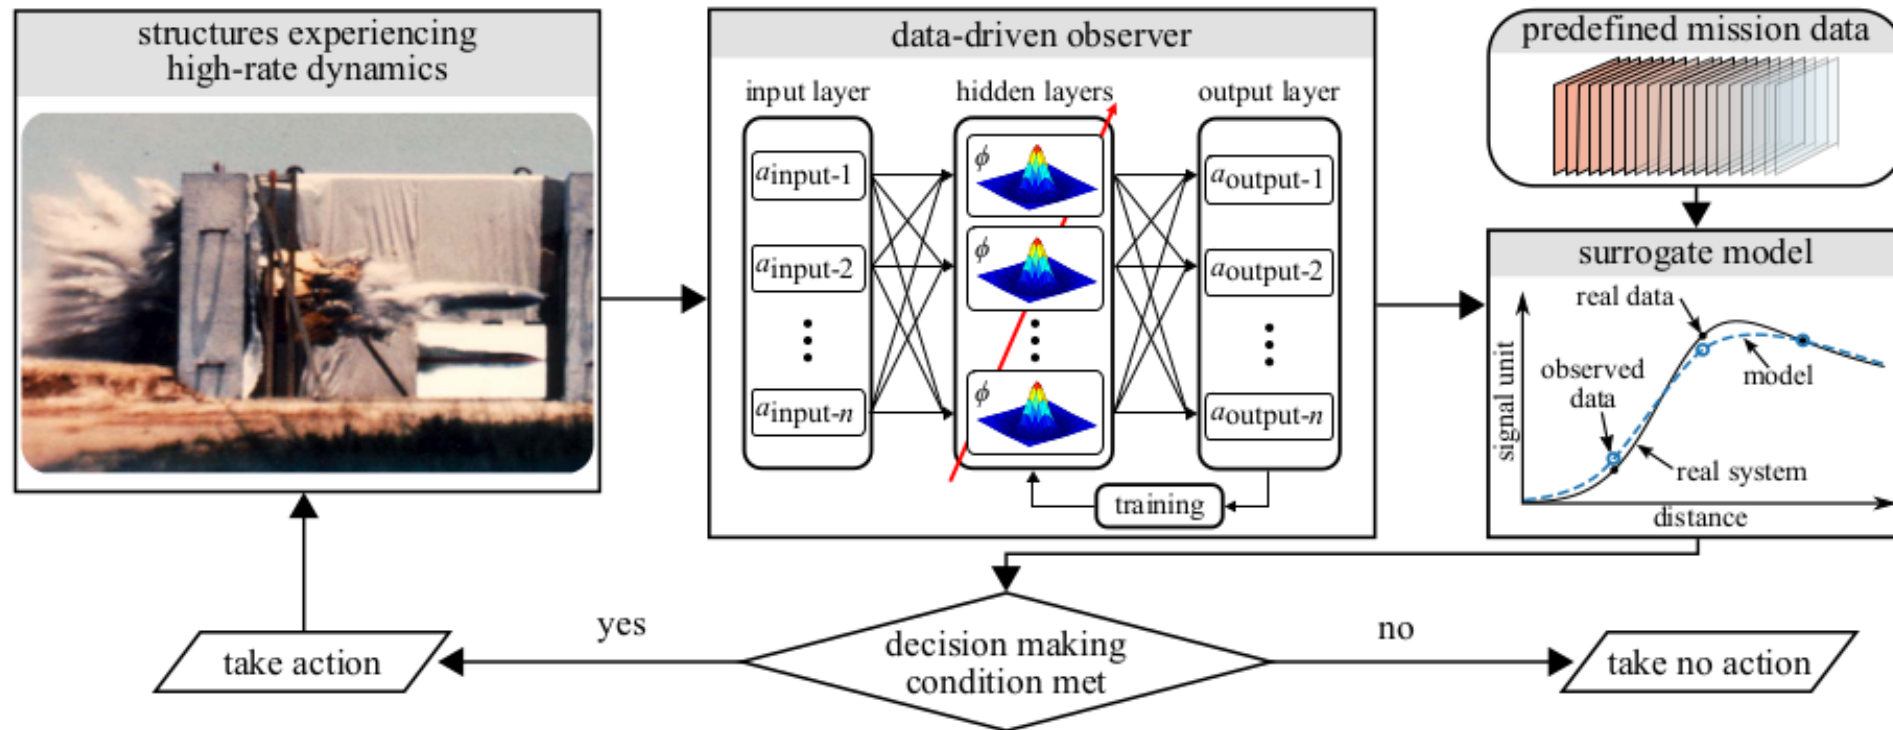 structures experiencing
high-rate dynamics
data-driven observer
input layer
hidden layers
output layer
ainput-1
ainput-2
ainput-n
ϕ
ϕ
ϕ
aoutput-1
aoutput-2
aoutput-n
training
predefined mission data
surrogate model
signal unit
real data
observed
data
model
real system
distance
yes
no
take action
decision making
condition met
take no action